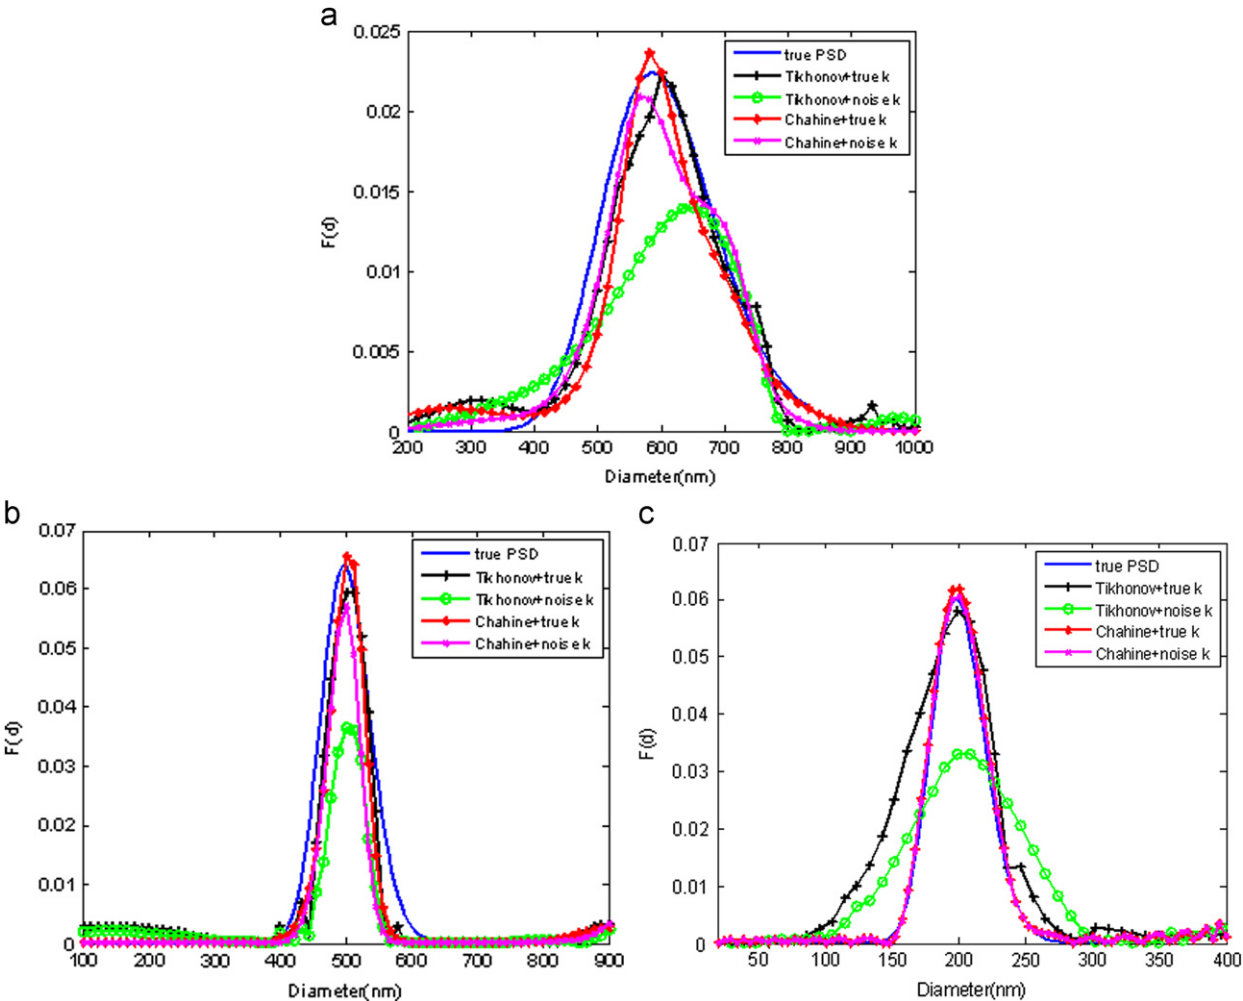 a
0.025
0.02
0.015
0.01
0.005
0
F(d)
200 300 400 500 600 700 800 900 1000
Diameter(nm)
true PSD
Tikhonov+true k
Tikhonov+noise k
Chahine+true k
Chahine+noise k
b
0.07
0.06
0.05
0.04
0.03
0.02
0.01
0
F(d)
100 200 300 400 500 600 700 800 900
Diameter(nm)
true PSD
Tikhonov+true k
Tikhonov+noise k
Chahine+true k
Chahine+noise k
c
0.07
0.06
0.05
0.04
0.03
0.02
0.01
0
F(d)
50 100 150 200 250 300 350 400
Diameter(nm)
true PSD
Tikhonov+true k
Tikhonov+noise k
Chahine+true k
Chahine+noise k